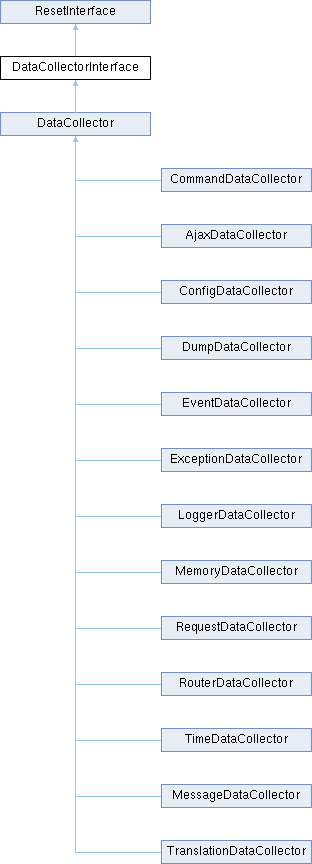 ResetInterface
DataCollectorInterface
DataCollector
CommandDataCollector
AjaxDataCollector
ConfigDataCollector
DumpDataCollector
EventDataCollector
ExceptionDataCollector
LoggerDataCollector
MemoryDataCollector
RequestDataCollector
RouterDataCollector
TimeDataCollector
MessageDataCollector
TranslationDataCollector